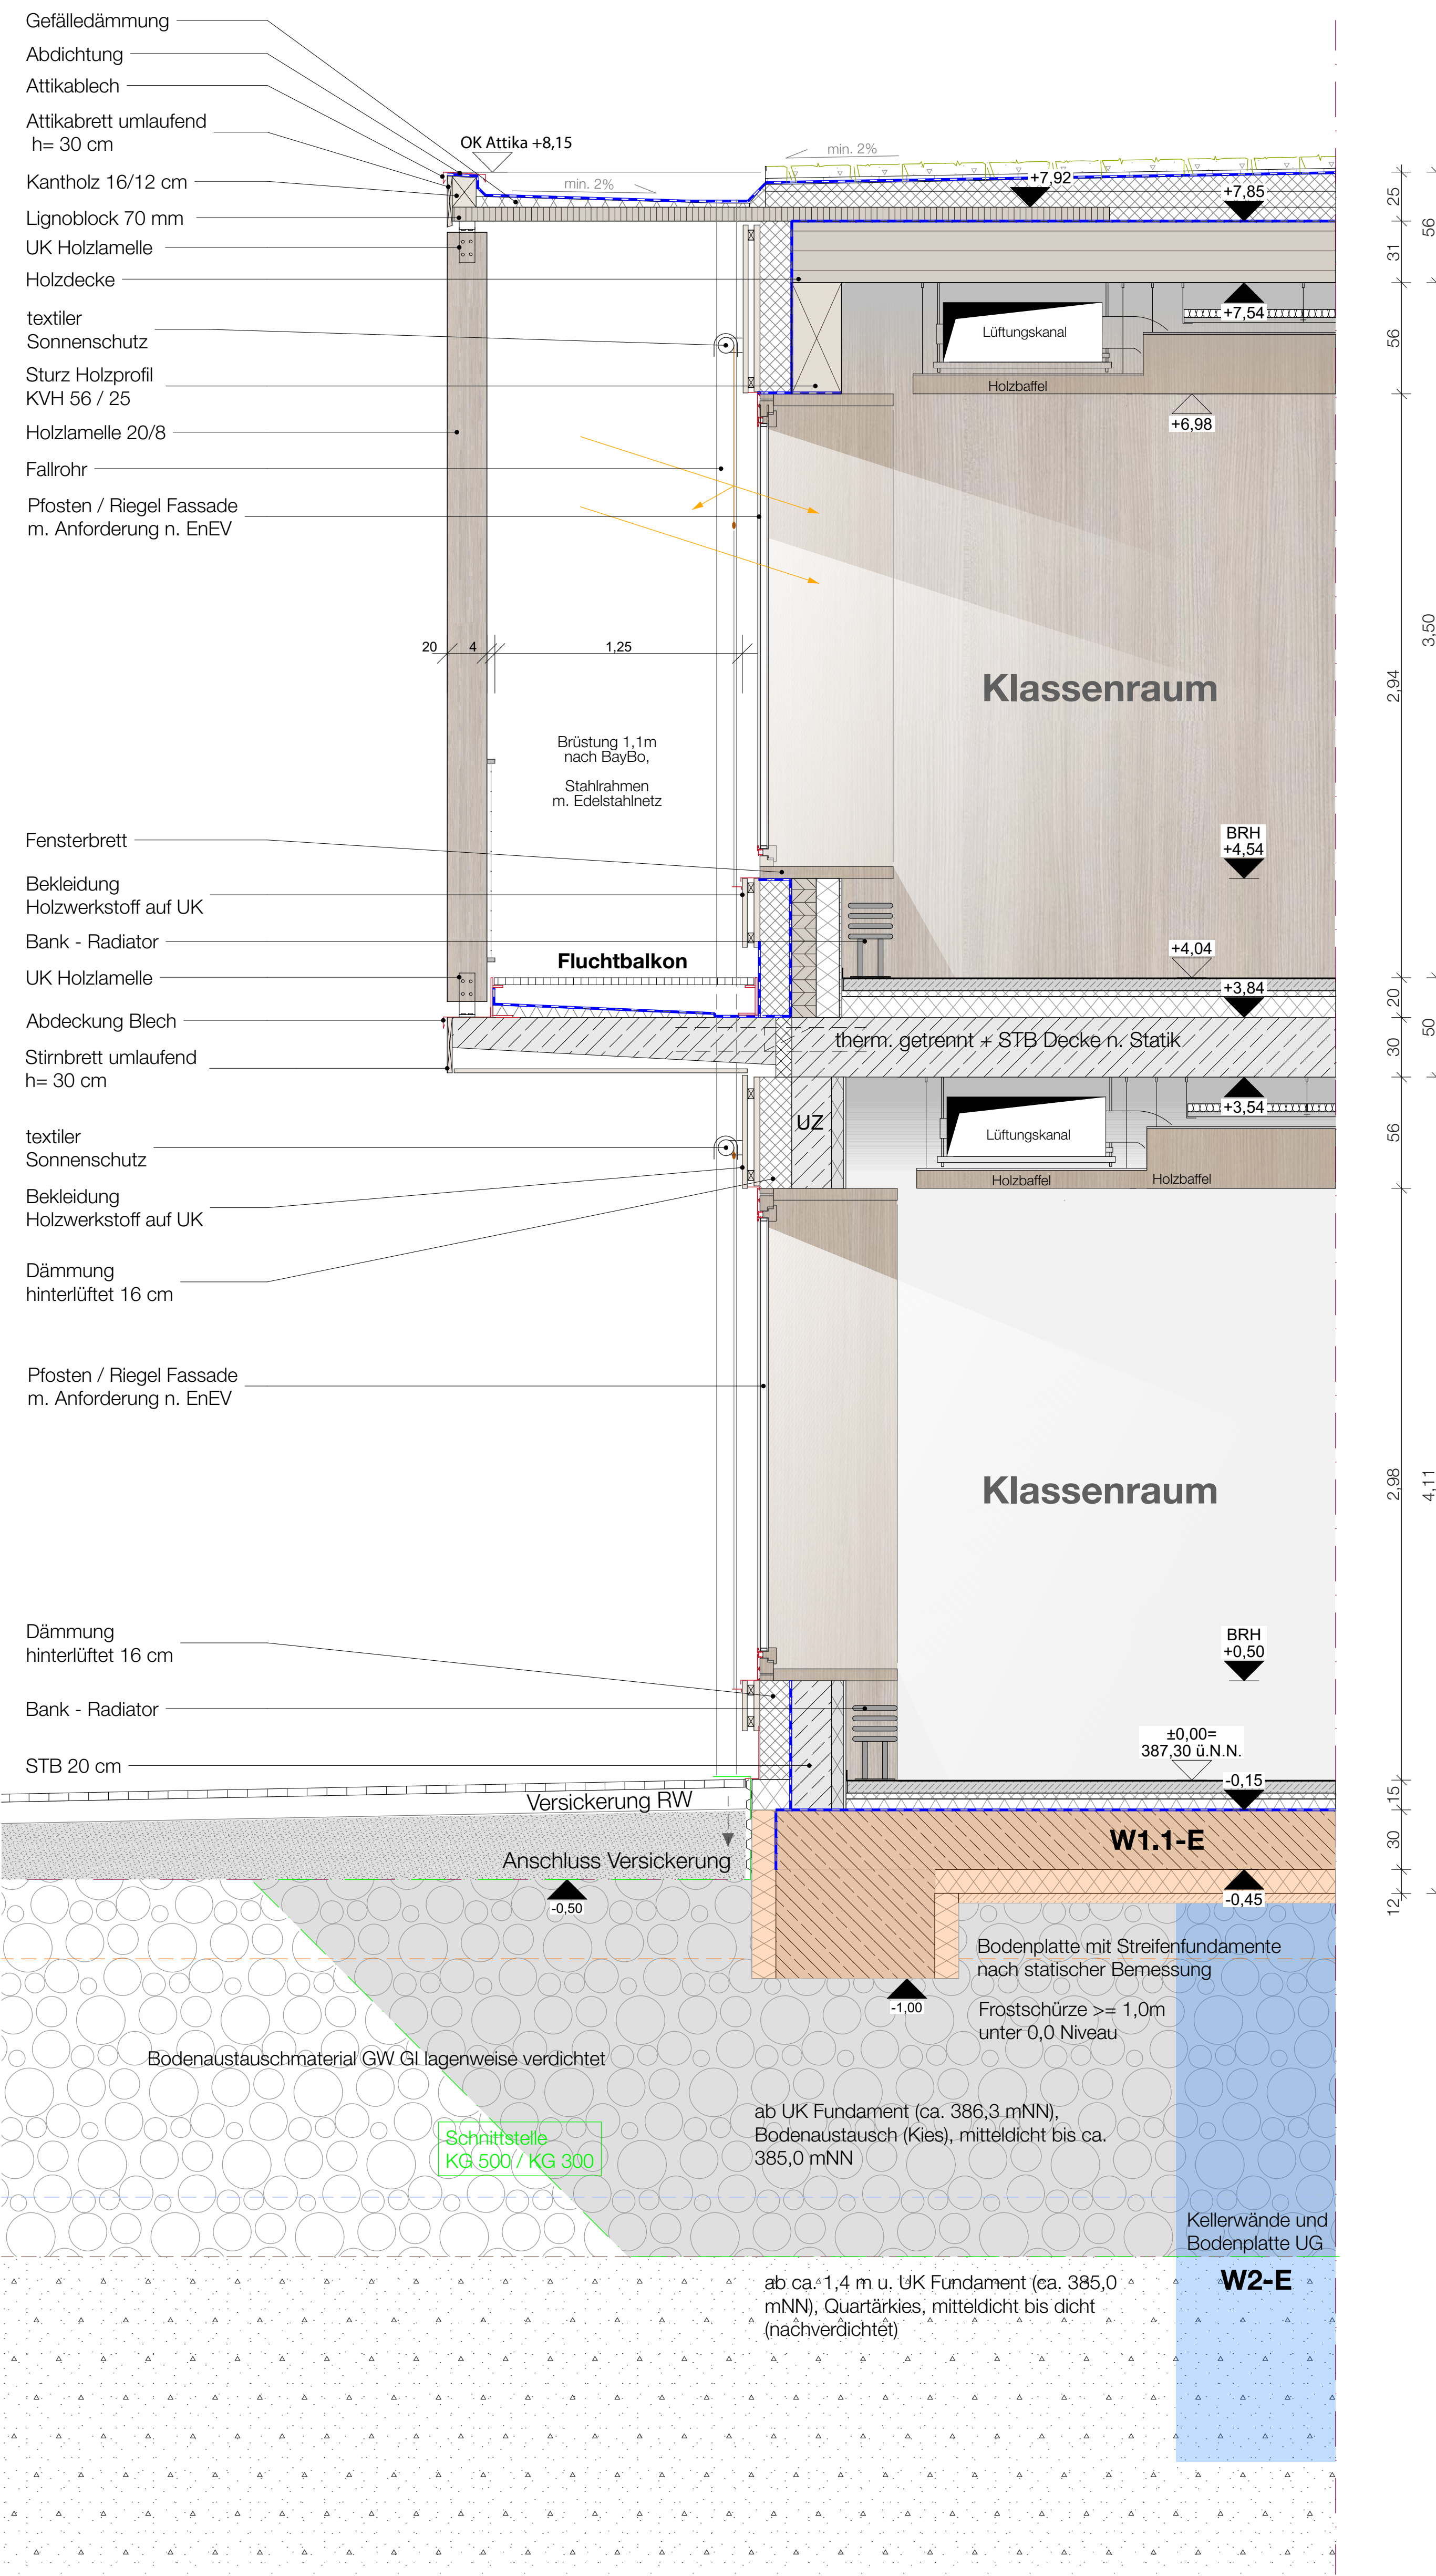 Gefälledämmung
Abdichtung
Attikablech
Attikabrett umlaufend
h= 30 cm
Kantholz 16/12 cm
Lignoblock 70 mm
UK Holzlamelle
Holzdecke
textiler
Sonnenschutz
Sturz Holzprofil
KVH 56 / 25
Holzlamelle 20/8
Fallrohr
Pfosten / Riegel Fassade
m. Anforderung n. EnEV
Fensterbrett
Bekleidung
Holzwerkstoff auf UK
Bank - Radiator
UK Holzlamelle
Abdeckung Blech
Stirnbrett umlaufend
h= 30 cm
textiler
Sonnenschutz
Bekleidung
Holzwerkstoff auf UK
Dämmung
hinterlüftet 16 cm
Pfosten / Riegel Fassade
m. Anforderung n. EnEV
Dämmung
hinterlüftet 16 cm
Bank - Radiator
STB 20 cm
OK Attika +8,15
min. 2%
min. 2%
+7,92
+7,85
Lüftungskanal
+7,54
Holzbaffel
+6,98
20
4
1,25
Klassenraum
Brüstung 1,1m
nach BayBo,
Stahlrahmen
m. Edelstahlnetz
BRH
+4,54
Fluchtbalkon
+4,04
+3,84
therm. getrennt + STB Decke n. Statik
UZ
Lüftungskanal
+3,54
Holzbaffel
Holzbaffel
Klassenraum
BRH
+0,50
±0,00=
387,30 ü.N.N.
-0,15
Versickerung RW
W1.1-E
Anschluss Versickerung
-0,50
-0,45
Bodenplatte mit Streifenfundamente
nach statischer Bemessung
-1,00
Frostschürze >= 1,0m
unter 0,0 Niveau
Bodenaustauschmaterial GW GI lagenweise verdichtet
ab UK Fundament (ca. 386,3 mNN),
Bodenaustausch (Kies), mitteldicht bis ca.
385,0 mNN
Schnittstelle
KG 500 / KG 300
Kellerwände und
Bodenplatte UG
W2-E
ab ca. 1,4 m u. UK Fundament (ca. 385,0
mNN), Quartärkies, mitteldicht bis dicht
(nachverdichtet)
25
31
56
2,94
20
30
56
2,98
15
30
12
56
3,50
50
4,11